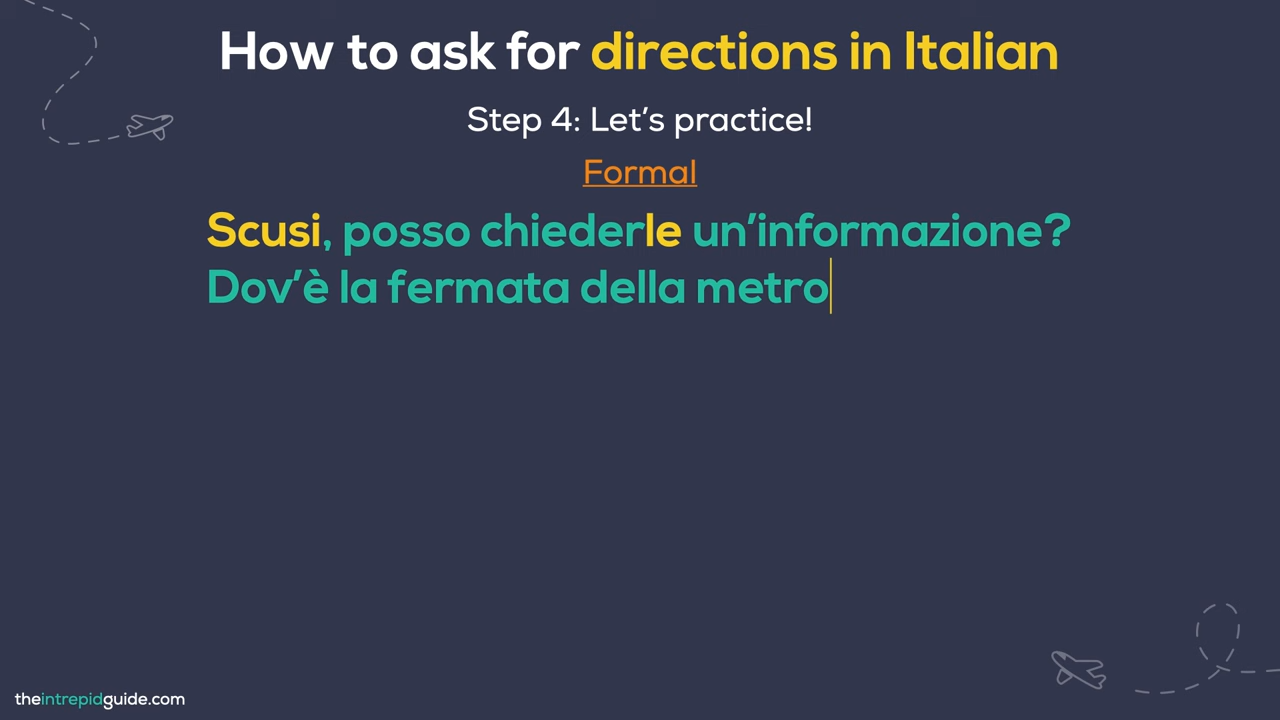 How to ask for directions in Italian
Step 4: Let’s practice!
Formal
Scusi, posso chiederle un’informazione?
Dov’è la fermata della metro
theintrepidguide.com